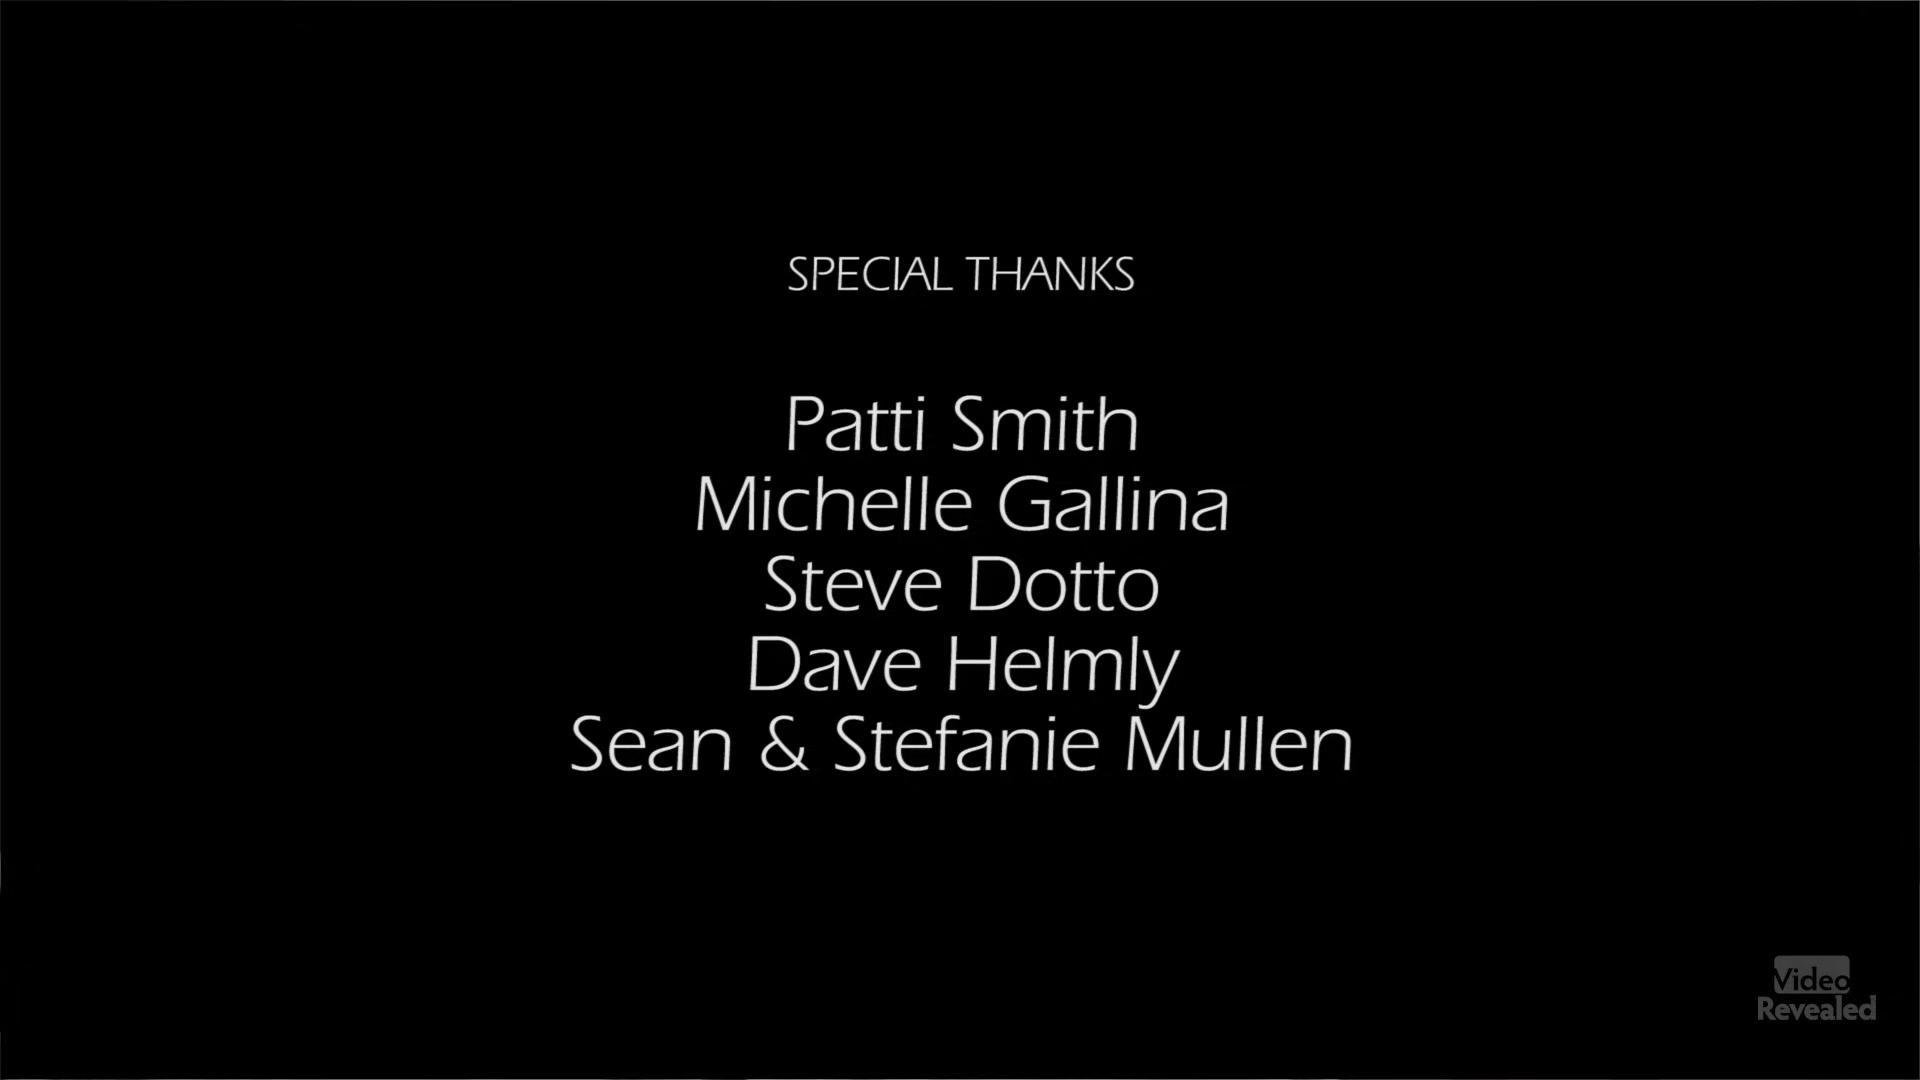 SPECIAL THANKS
Patti Smith
Michelle Gallina
Steve Dotto
Dave Helmly
Sean & Stefanie Mullen
Video
Revealed